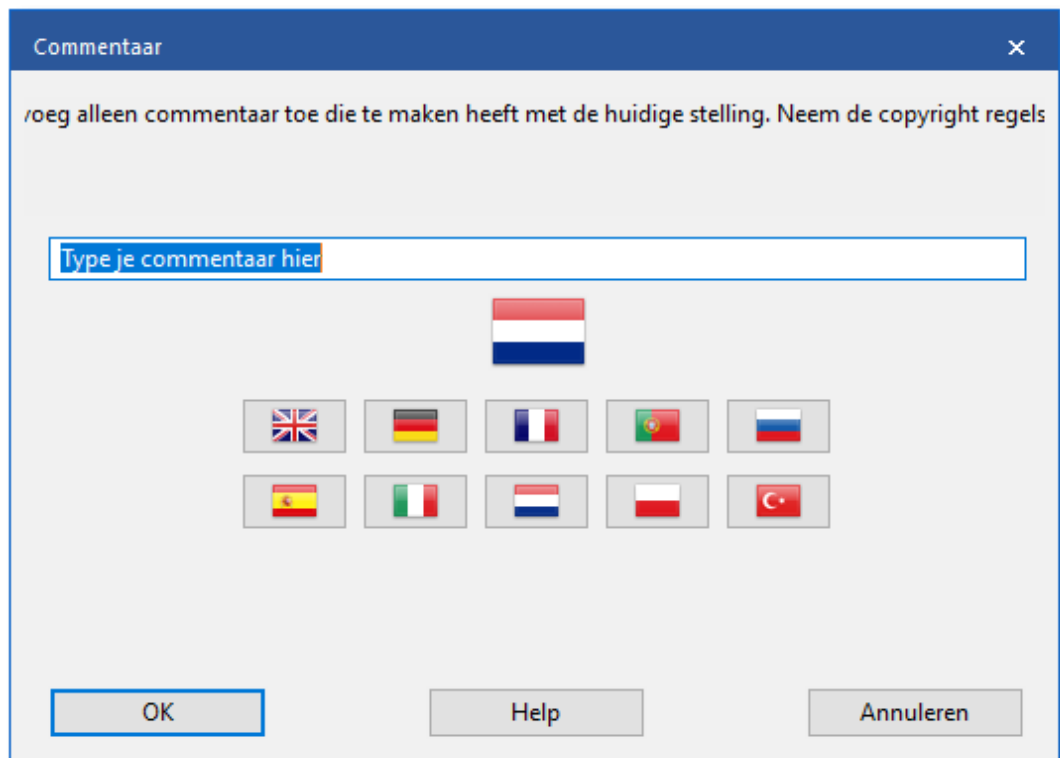 Commentaar
voeg alleen commentaar toe die te maken heeft met de huidige stelling. Neem de copyright regels
Type je commentaar hier
OK
Help
Annuleren